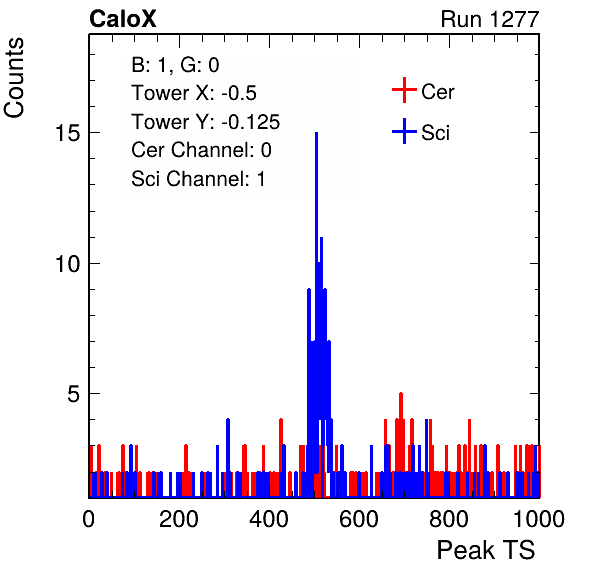 CaloX Run 1277
Counts
B: 1, G: 0
Tower X: -0.5
Tower Y: -0.125
Cer Channel: 0
Sci Channel: 1
Cer
Sci
15
10
5
0 200 400 600 800 1000
Peak TS